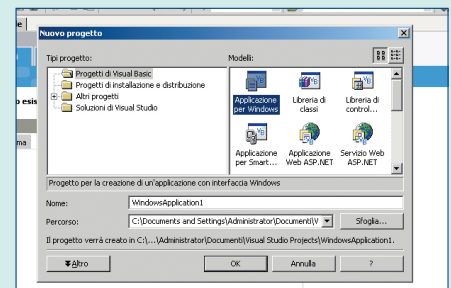 Nuovo progetto
Tipi progetto:
Modelli:
Progetti di Visual Basic
Progetti di installazione e distribuzione
Altri progetti
Soluzioni di Visual Studio
Applicazione per Windows
Libreria di classi
Libreria di control...
Applicazione per Smart...
Applicazione Web ASP.NET
Servizio Web ASP.NET
Progetto per la creazione di un'applicazione con interfaccia Windows
Nome:
WindowsApplication1
Percorso:
C:\Documents and Settings\Administrator\Documenti\V
Sfoglia...
Il progetto verrà creato in C:\...\Administrator\Documenti\Visual Studio Projects\WindowsApplication1.
Altro
OK
Annulla
?